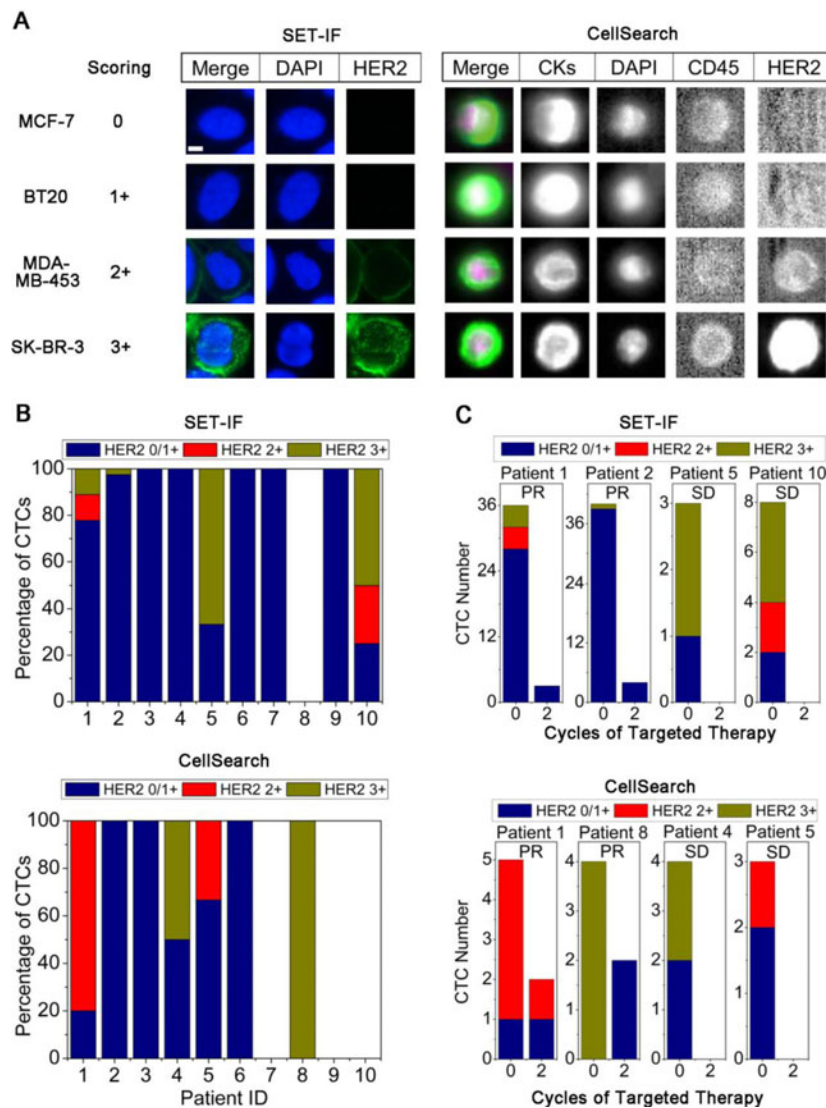 A
SET-IF
CellSearch
Scoring
Merge DAPI HER2
Merge CKs DAPI CD45 HER2
MCF-7 0
BT20 1+
MDA-
MB-453 2+
SK-BR-3 3+
B
SET-IF
HER2 0/1+ HER2 2+ HER2 3+
Percentage of CTCs
100
80
60
40
20
0
1 2 3 4 5 6 7 8 9 10
CellSearch
HER2 0/1+ HER2 2+ HER2 3+
Percentage of CTCs
100
80
60
40
20
0
1 2 3 4 5 6 7 8 9 10
Patient ID
C
SET-IF
HER2 0/1+ HER2 2+ HER2 3+
Patient 1 Patient 2 Patient 5 Patient 10
PR PR SD SD
CTC Number
36
24
12
0
36
24
12
0
3
2
1
0
8
6
4
2
0
0 2 0 2 0 2 0 2
Cycles of Targeted Therapy
CellSearch
HER2 0/1+ HER2 2+ HER2 3+
Patient 1 Patient 8 Patient 4 Patient 5
PR PR SD SD
CTC Number
5
4
3
2
1
0
4
3
2
1
0
4
3
2
1
0
3
2
1
0
0 2 0 2 0 2 0 2
Cycles of Targeted Therapy